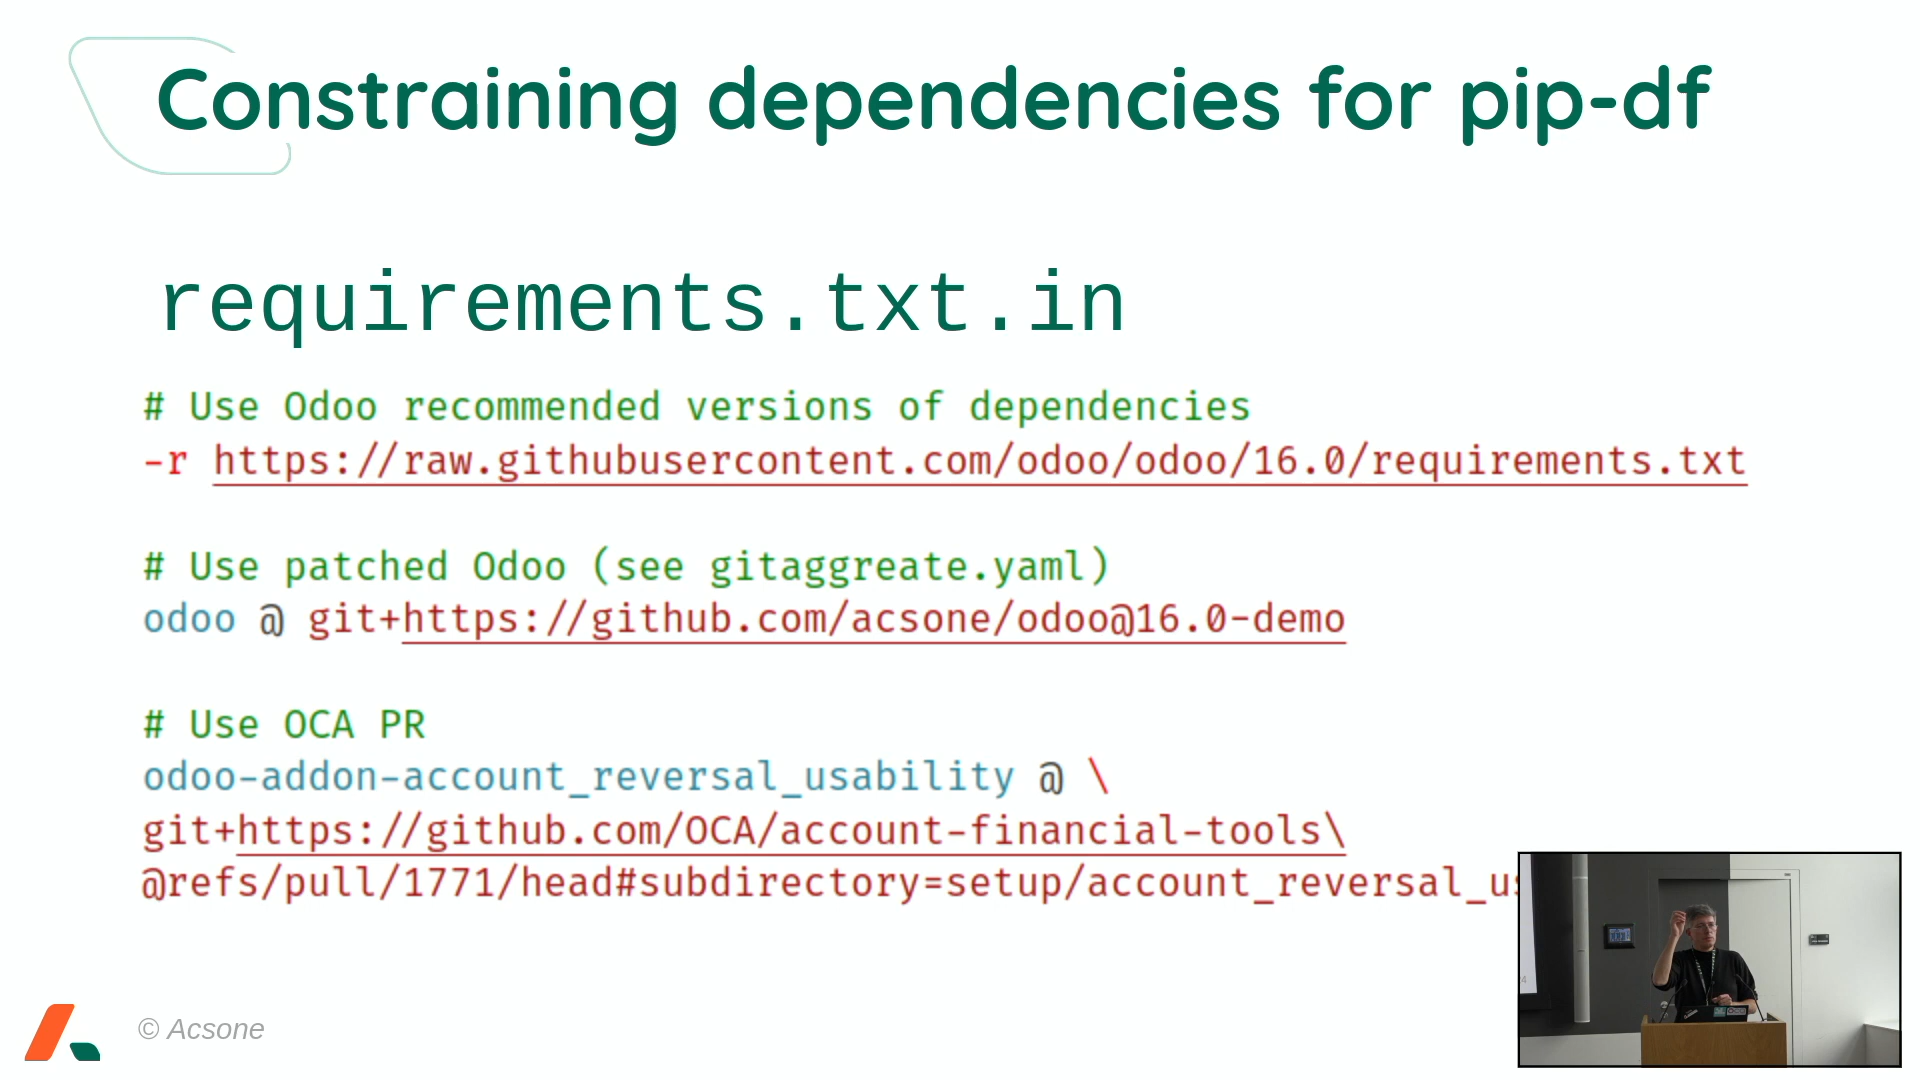 Constraining dependencies for pip-df
requirements.txt.in
# Use Odoo recommended versions of dependencies
-r https://raw.githubusercontent.com/odoo/odoo/16.0/requirements.txt
# Use patched Odoo (see gitaggreate.yaml)
odoo @ git+https://github.com/acsone/odoo@16.0-demo
# Use OCA PR
odoo-addon-account_reversal_usability @ \
git+https://github.com/OCA/account-financial-tools\
@refs/pull/1771/head#subdirectory=setup/account_reversal_us
© Acsone